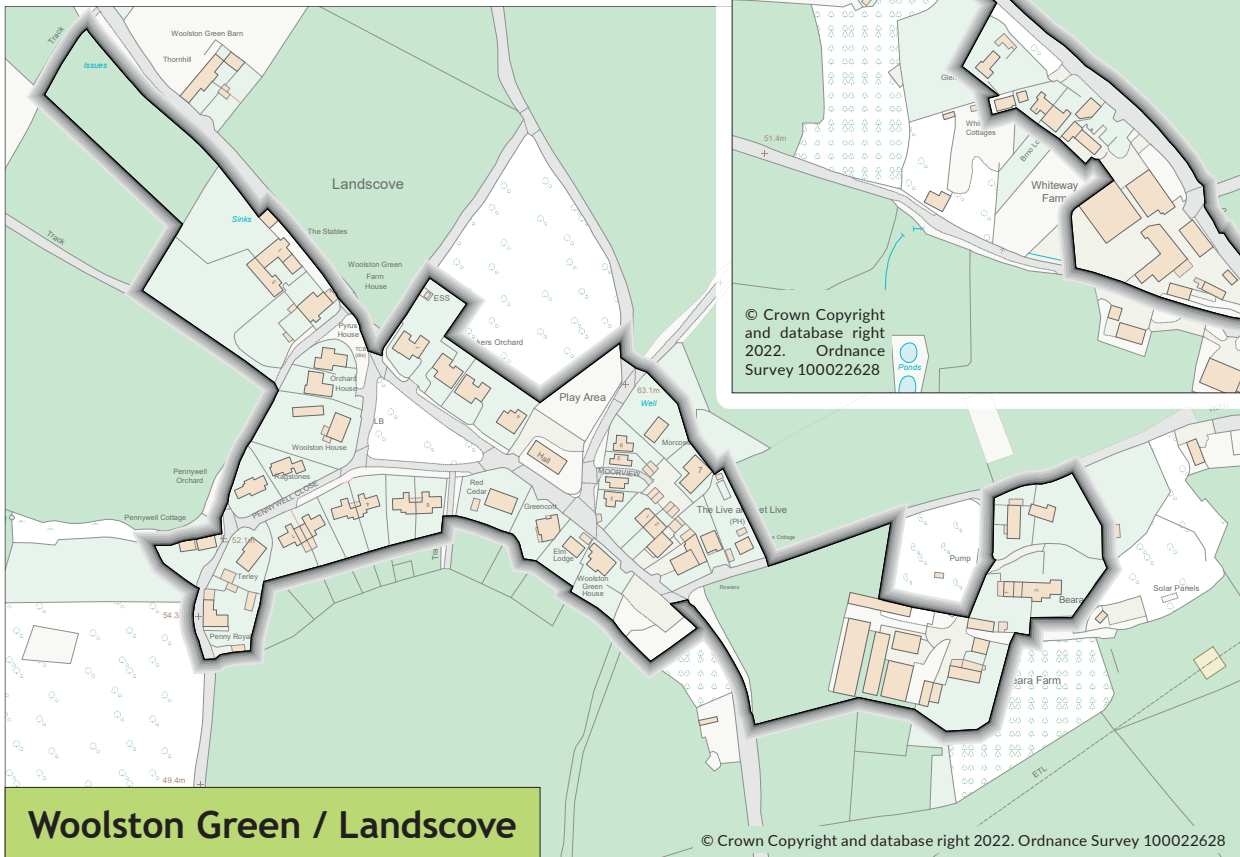 Track
Woolston Green Barn
Thornhill
Issues
Landscove
Sinks
Track
The Stables
Woolston Green
Farm
House
ESS
Pyrus
House
Orchard
Orchard
House
LB
Play Area
63.1m
Well
Woolston House
Hall
MOORVIEW
7
Pennywell
Orchard
Ragstones
PENNYWELL CLOSE
Red
Cedar
Greencott
The Live and Let Live
(PH)
Pennywell Cottage
52.1m
Elm
Lodge
Terley
Woolston
Green
House
Rowans
Pump
Beara
Solar Panels
54.3
Penny Royal
49.4m
ETL
51.4m
Cottages
Whiteway
Farm
Ponds
© Crown Copyright
and database right
2022. Ordnance
Survey 100022628
Woolston Green / Landscove
© Crown Copyright and database right 2022. Ordnance Survey 100022628